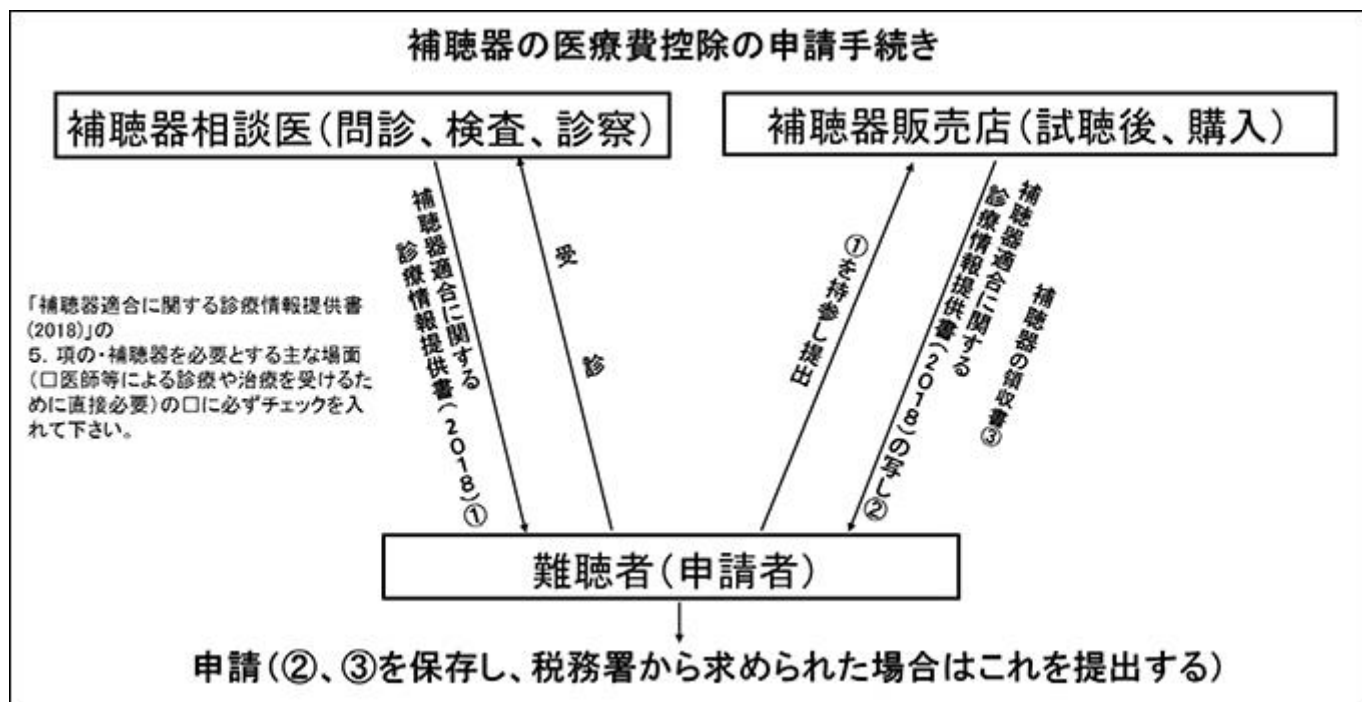 補聴器の医療費控除の申請手続き
補聴器相談医(問診、検査、診察)
補聴器販売店(試聴後、購入)
補聴器適合に関する
診療情報提供書(2018)①
受診
①を持参し提出
補聴器適合に関する
診療情報提供書(2018)の写し②
補聴器の領収書③
「補聴器適合に関する診療情報提供書
(2018)」の
5. 項の・補聴器を必要とする主な場面
(□医師等による診療や治療を受けるた
めに直接必要)の□に必ずチェックを入
れて下さい。
難聴者(申請者)
申請(②、③を保存し、税務署から求められた場合はこれを提出する)